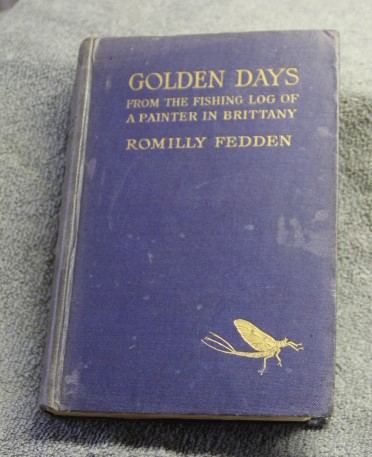 GOLDEN DAYS
FROM THE FISHING LOG OF
A PAINTER IN BRITTANY
ROMILLY FEDDEN